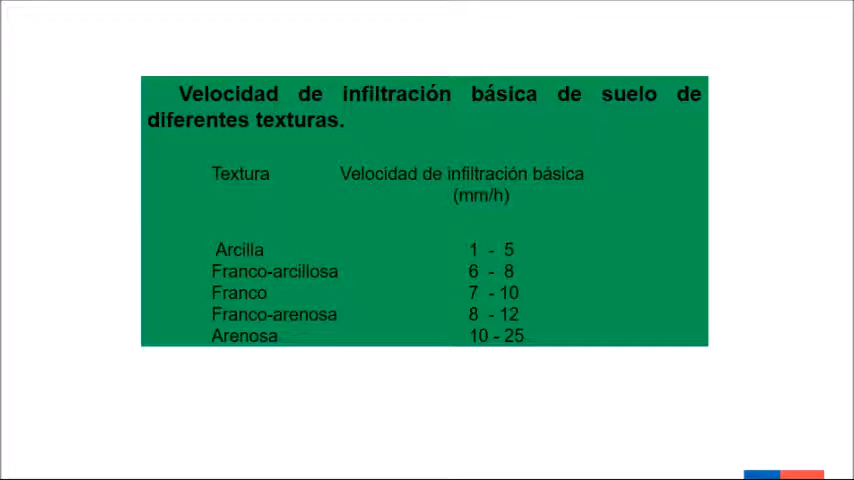 Velocidad de infiltración básica de suelo de
diferentes texturas.
Textura Velocidad de infiltración básica
(mm/h)
Arcilla 1 - 5
Franco-arcillosa 6 - 8
Franco 7 - 10
Franco-arenosa 8 - 12
Arenosa 10 - 25